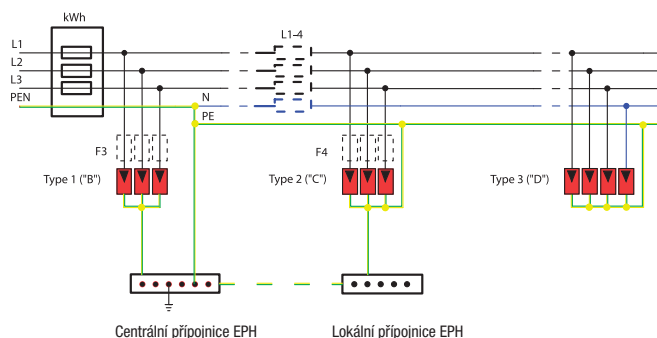 kWh
L1-4
L1
L2
L3
PEN
N
PE
F3
F4
Type 1 ("B")
Type 2 ("C")
Type 3 ("D")
Centrální přípojnice EPH
Lokální přípojnice EPH